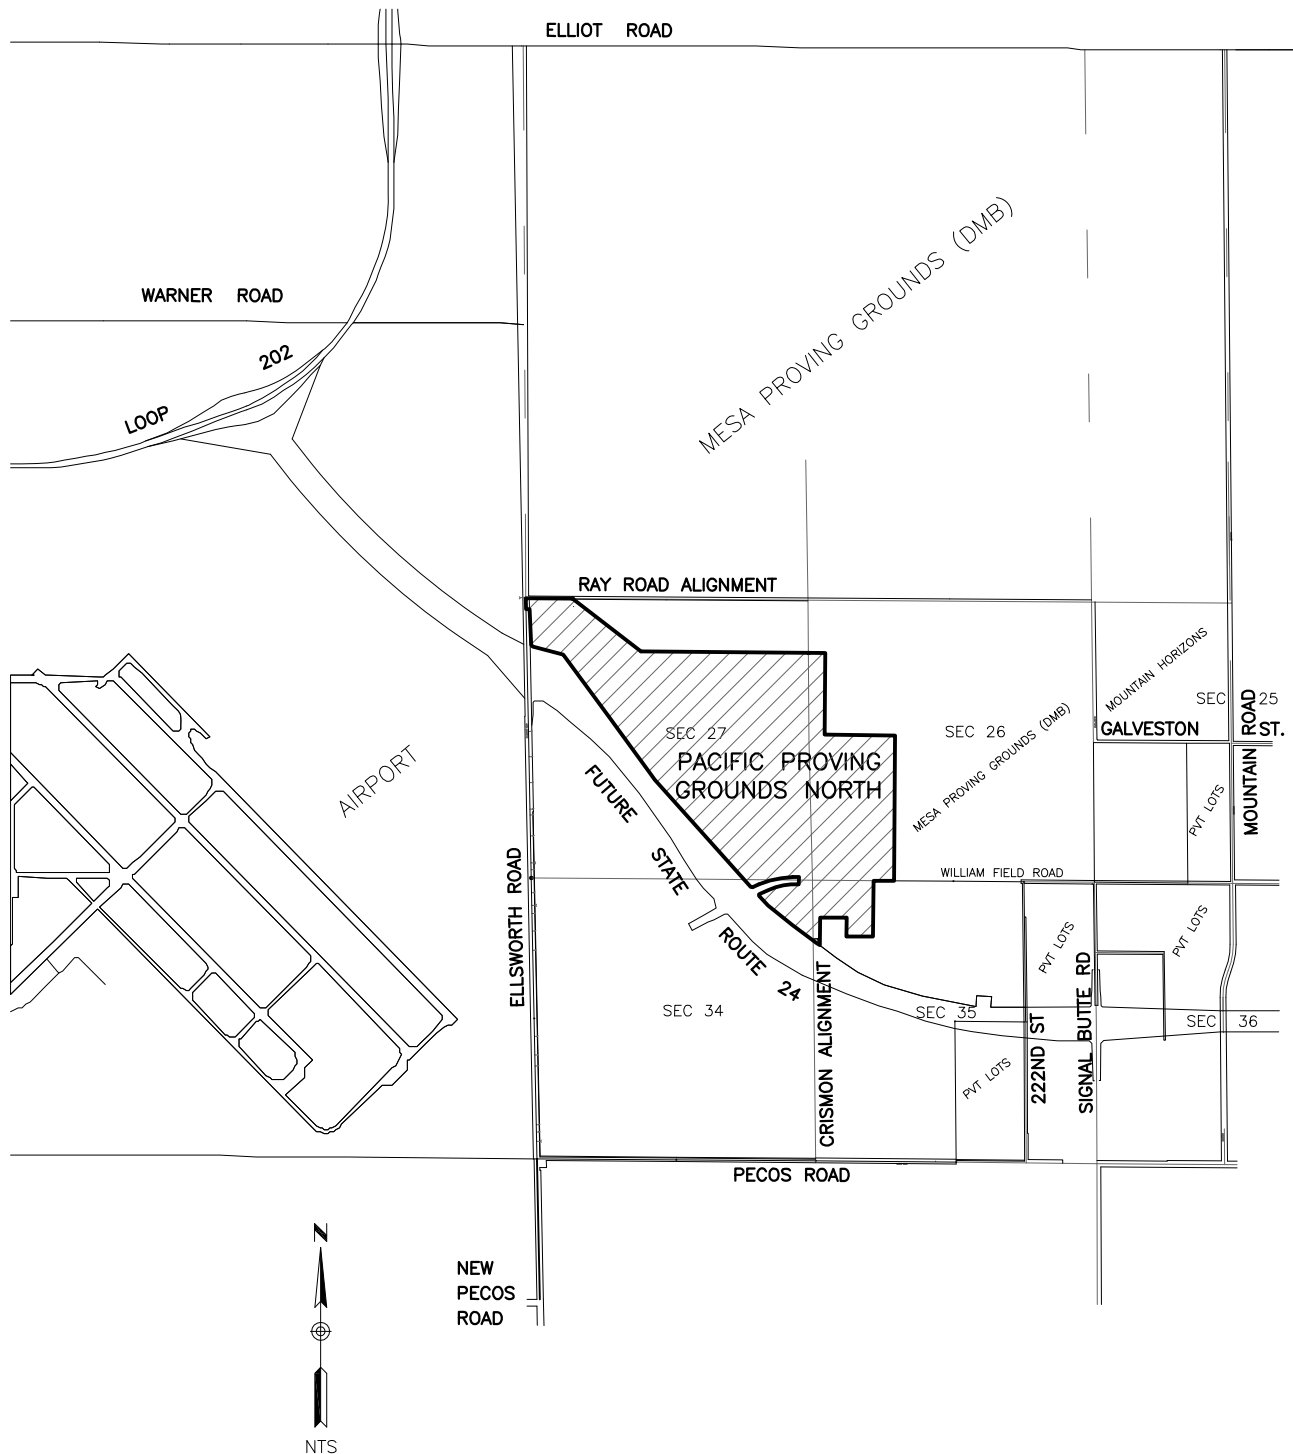 ELLIOT ROAD
MESA PROVING GROUNDS (DMB)
WARNER ROAD
LOOP 202
RAY ROAD ALIGNMENT
MOUNTAIN HORIZONS
SEC 25
MOUNTAIN ROAD
GALVESTON ST.
SEC 27
SEC 26
MESA PROVING GROUNDS (DMB)
PACIFIC PROVING
GROUNDS NORTH
AIRPORT
FUTURE STATE ROUTE 24
PVT LOTS
ELLSWORTH ROAD
WILLIAM FIELD ROAD
PVT LOTS
PVT LOTS
CRISMON ALIGNMENT
SIGNAL BUTTE RD
222ND ST
SEC 34
SEC 35
SEC 36
PVT LOTS
PECOS ROAD
N
NEW
PECOS
ROAD
NTS